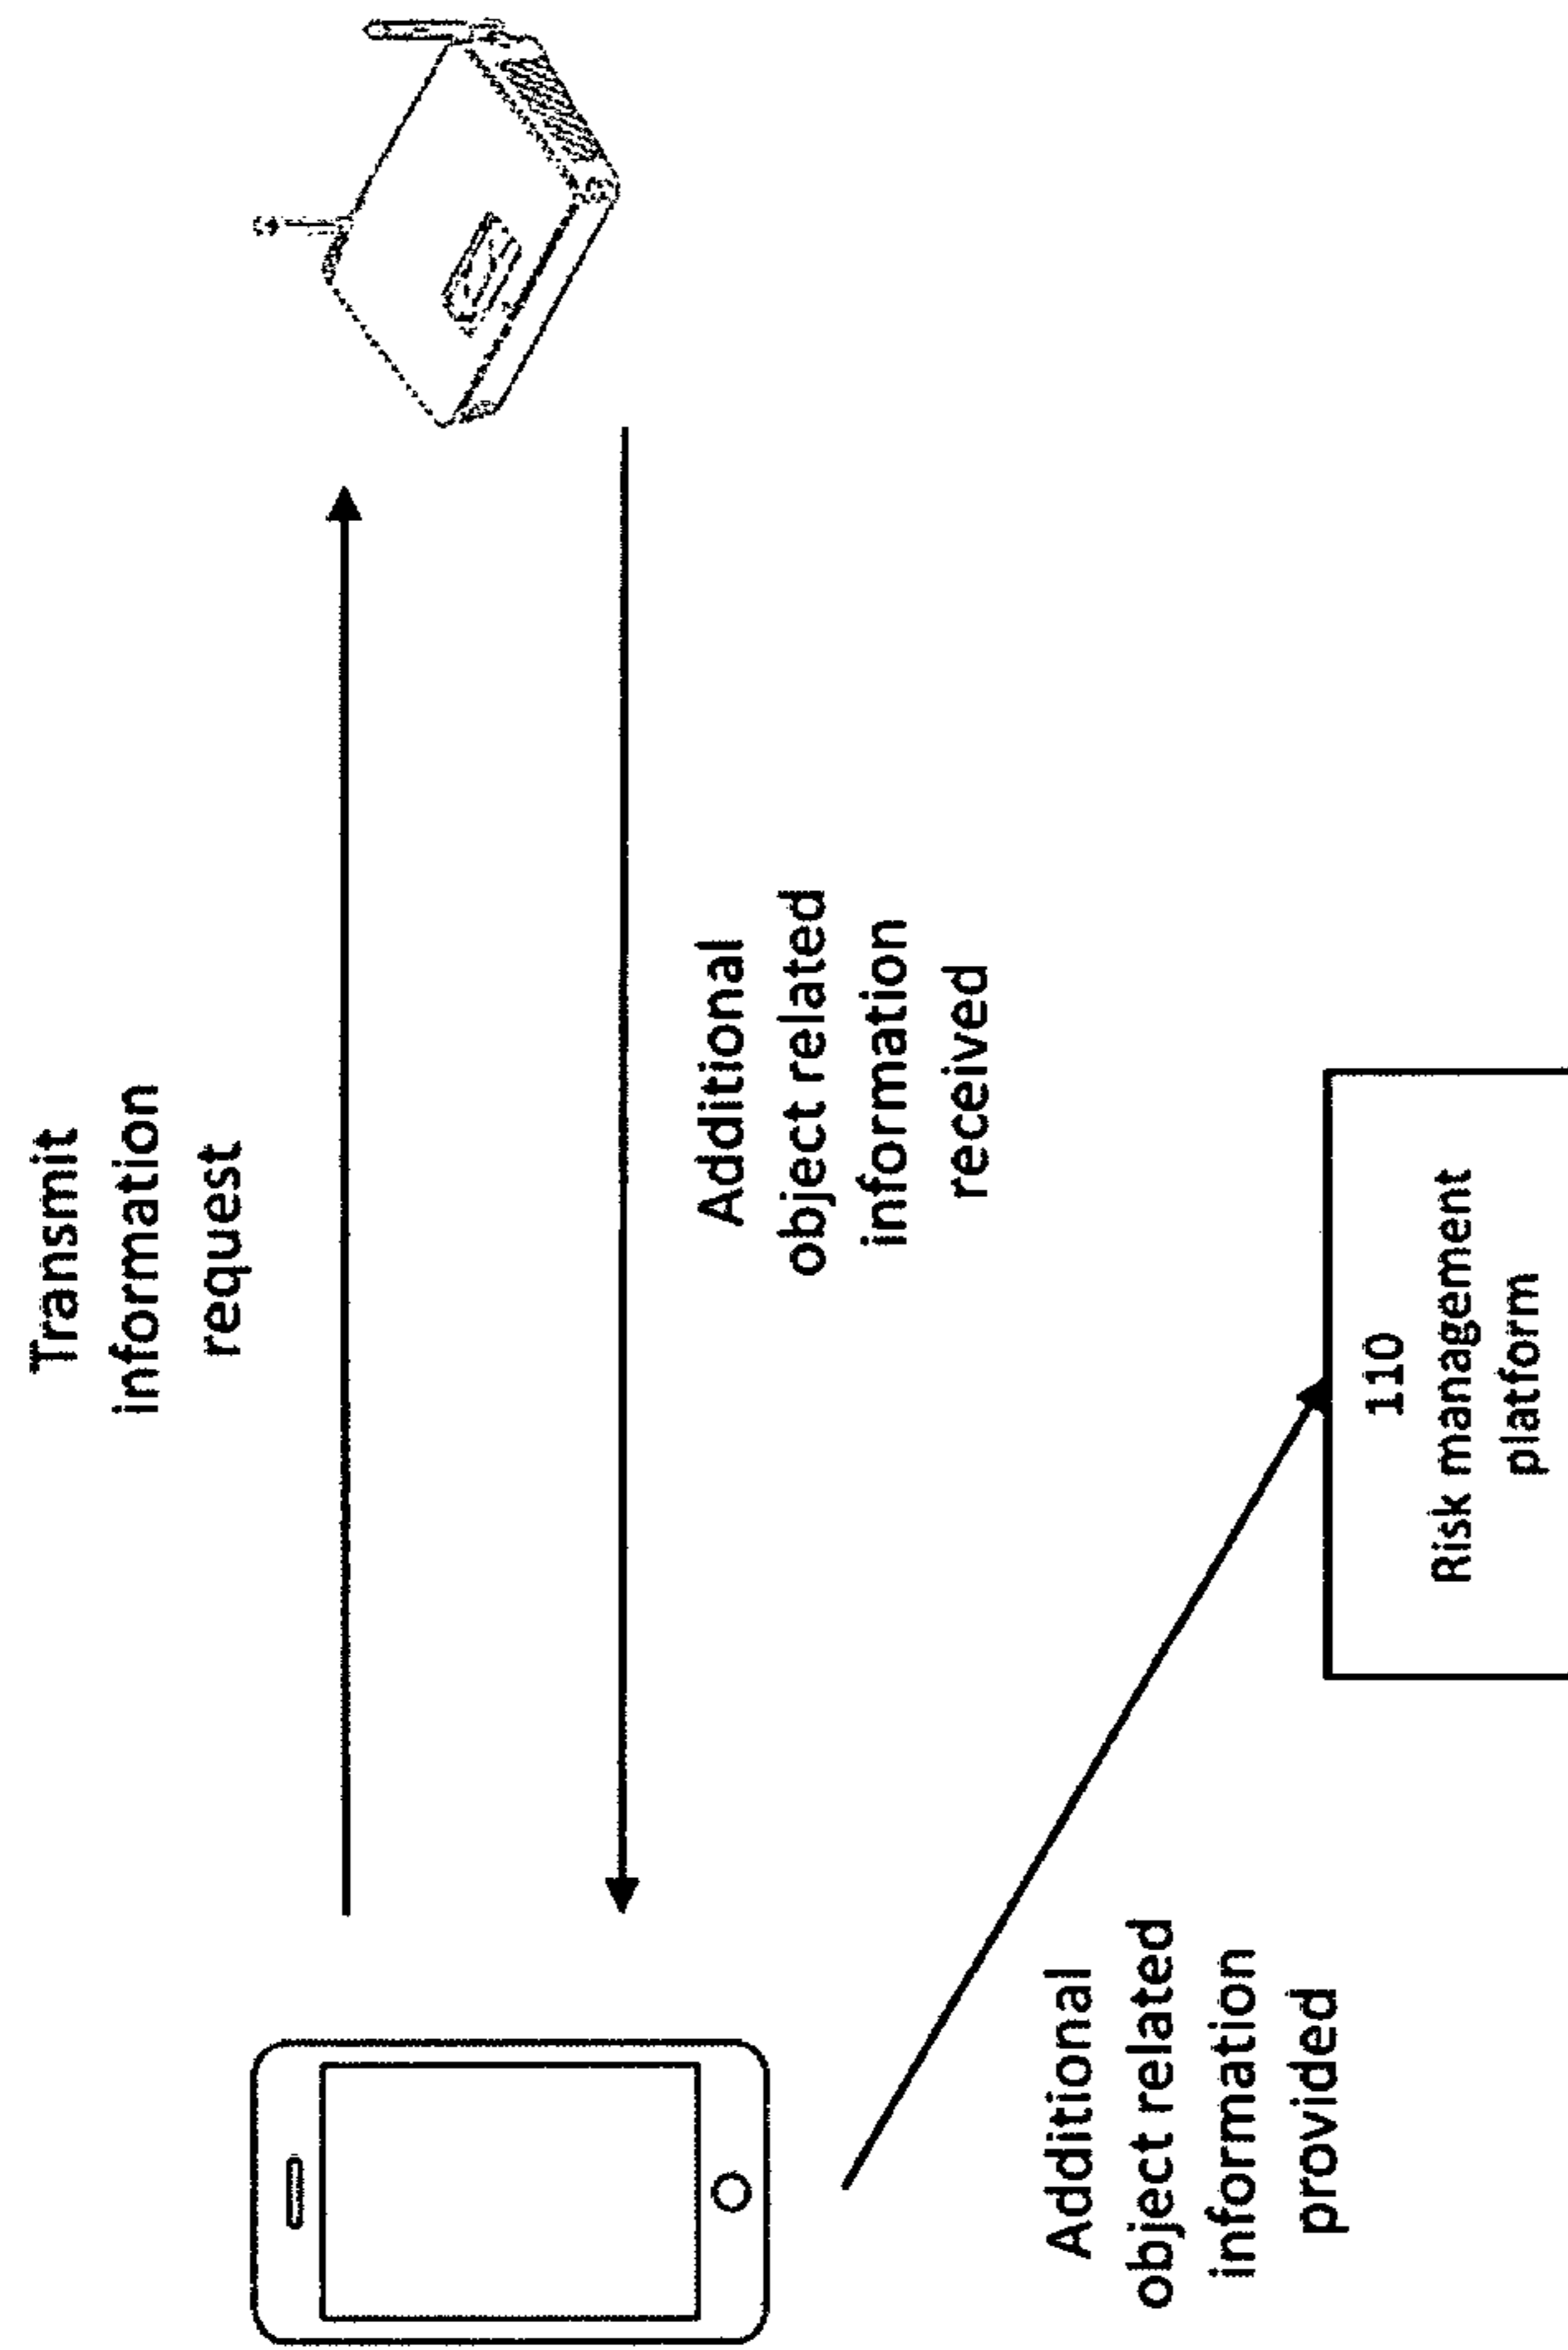 Transmit
information
request
Additional
object related
information
received
Additional
object related
information
provided
110
Risk management
platform